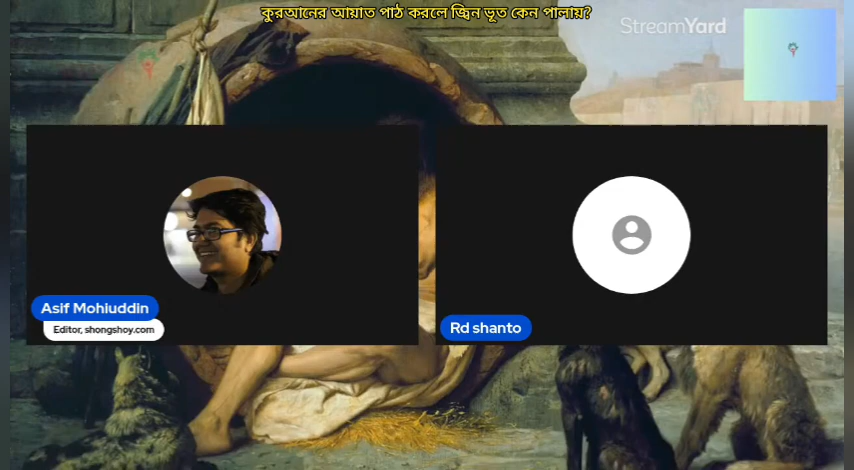 কুরআনের আয়াত পাঠ করলে জ্বিন ভূত কেন পালায়?
StreamYard
Asif Mohiuddin
Editor, shongshoy.com
Rd shanto